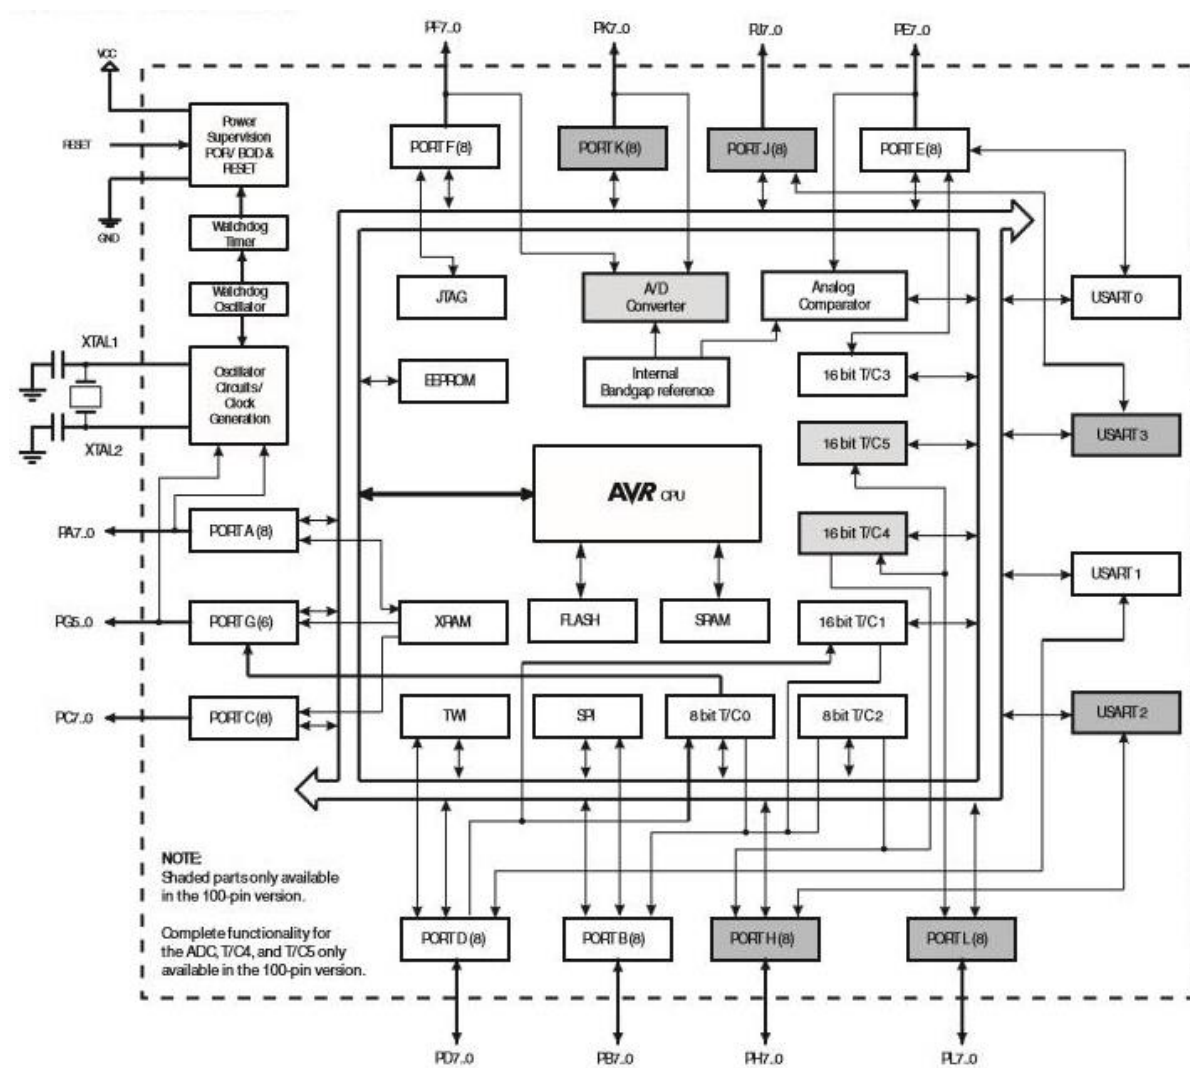 PF7..0
PK7..0
PJ7..0
PE7..0
VCC
RESET
GND
Power
Supervision
POR/ BOD &
RESET
PORT F (8)
PORT K (8)
PORT J (8)
PORT E (8)
Watchdog
Timer
Watchdog
Oscillator
JTAG
A/D
Converter
Analog
Comparator
USART 0
XTAL1
XTAL2
Oscillator
Circuits/
Clock
Generation
EEPROM
Internal
Bandgap reference
16 bit T/C3
16 bit T/C5
USART 3
AVR CPU
PA7..0
PORT A (8)
16 bit T/C4
USART 1
PG5..0
PORT G (6)
XRAM
FLASH
SRAM
16 bit T/C1
PC7..0
PORT C (8)
TWI
SPI
8 bit T/C0
8 bit T/C2
USART 2
NOTE:
Shaded parts only available
in the 100-pin version.
Complete functionality for
the ADC, T/C4, and T/C5 only
available in the 100-pin version.
PORT D (8)
PORT B (8)
PORT H (8)
PORT L (8)
PD7..0
PB7..0
PH7..0
PL7..0